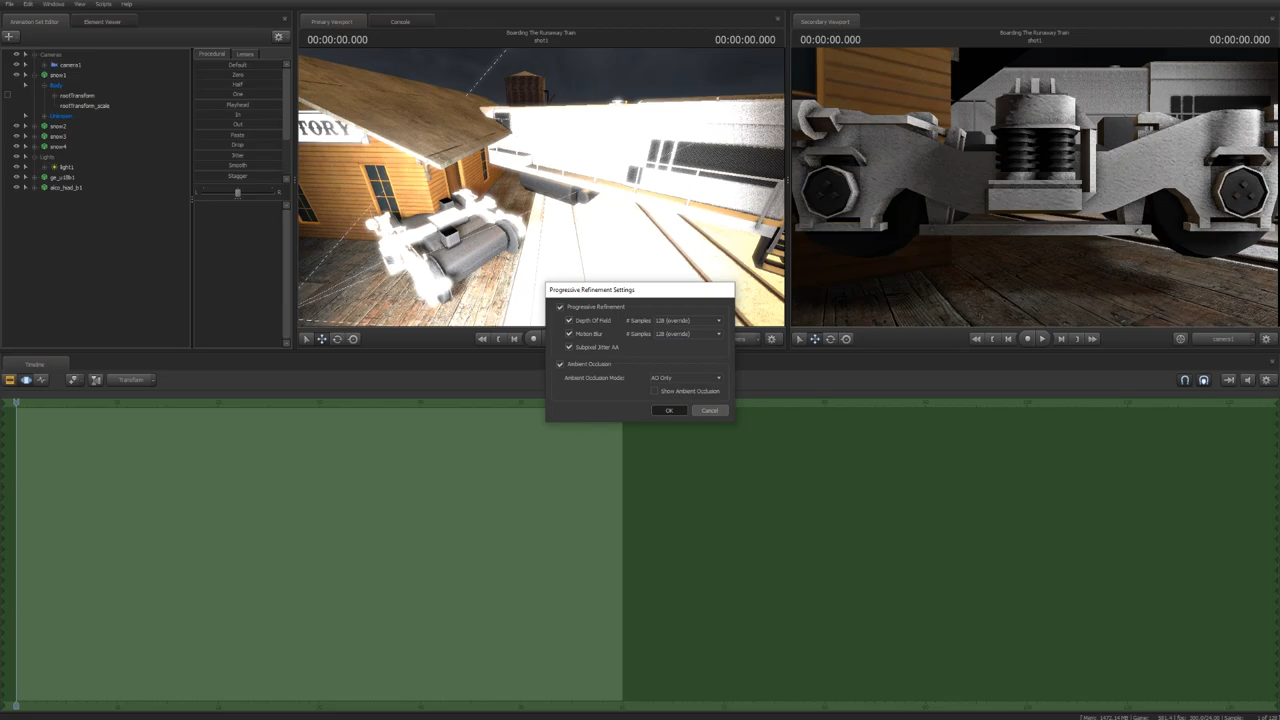 File Edit Windows View Scripts Help
Animation Set Editor
Element Viewer
Primary Viewport
Console
Secondary Viewport
00:00:00.000
Boarding The Runaway Train
shot1
00:00:00.000
00:00:00.000
Boarding The Runaway Train
shot1
00:00:00.000
Cameras
camera1
snow1
Body
rootTransform
rootTransform_scale
Unknown
snow2
snow3
snow4
Lights
light1
ge_u18b1
Procedural
Lenses
Default
Zero
Half
One
Playhead
In
Out
Paste
Drop
Jitter
Smooth
Stagger
L
R
TORY
Progressive Refinement Settings
Progressive Refinement
Depth Of Field # Samples 128 (override)
Motion Blur # Samples 128 (override)
Subpixel Jitter AA
Ambient Occlusion
Ambient Occlusion Mode: AO Only
Show Ambient Occlusion
OK
Cancel
camera1
Timeline
Transform